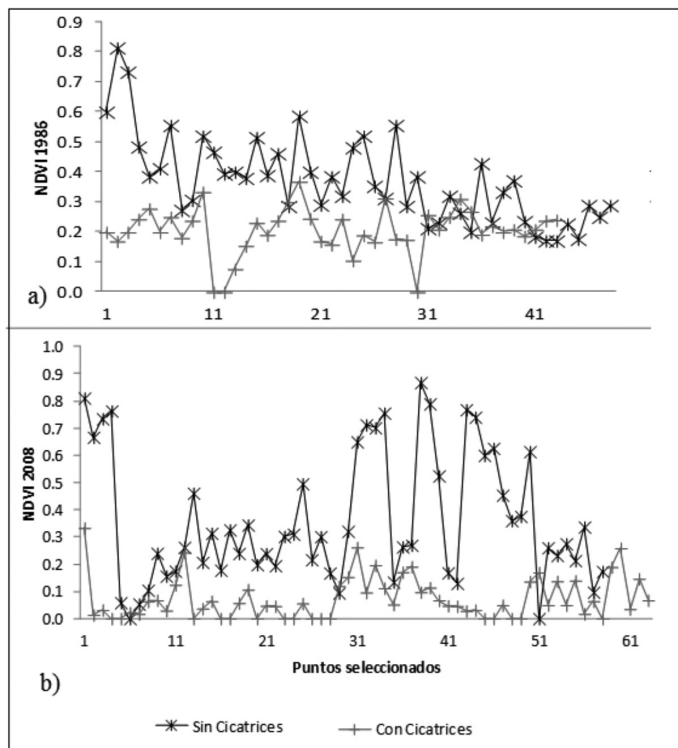 0.9
0.8
0.7
0.6
0.5
0.4
0.3
0.2
0.1
0.0
NDVI 1986
1 11 21 31 41
a)
1.0
0.9
0.8
0.7
0.6
0.5
0.4
0.3
0.2
0.1
0.0
NDVI 2008
1 11 21 31 41 51 61
Puntos seleccionados
b)
Sin Cicatrices Con Cicatrices